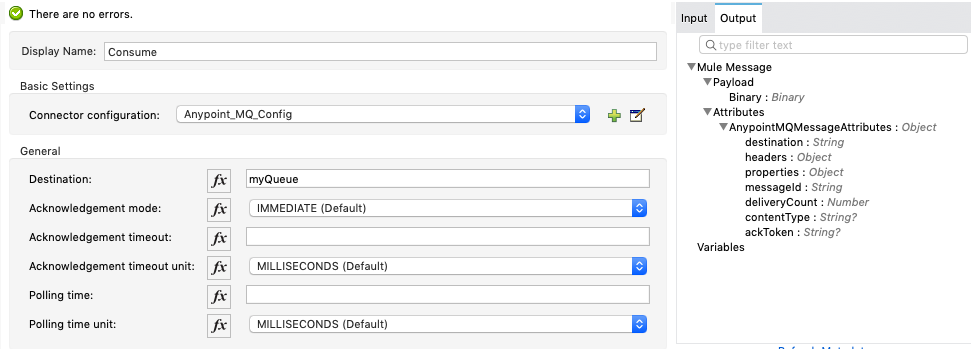 There are no errors.
Display Name: Consume
Basic Settings
Connector configuration: Anypoint_MQ_Config
General
Destination: fx myQueue
Acknowledgement mode: fx IMMEDIATE (Default)
Acknowledgement timeout: fx
Acknowledgement timeout unit: fx MILLISECONDS (Default)
Polling time: fx
Polling time unit: fx MILLISECONDS (Default)
Input Output
type filter text
Mule Message
Payload
Binary : Binary
Attributes
AnypointMQMessageAttributes : Object
destination : String
headers : Object
properties : Object
messageId : String
deliveryCount : Number
contentType : String?
ackToken : String?
Variables